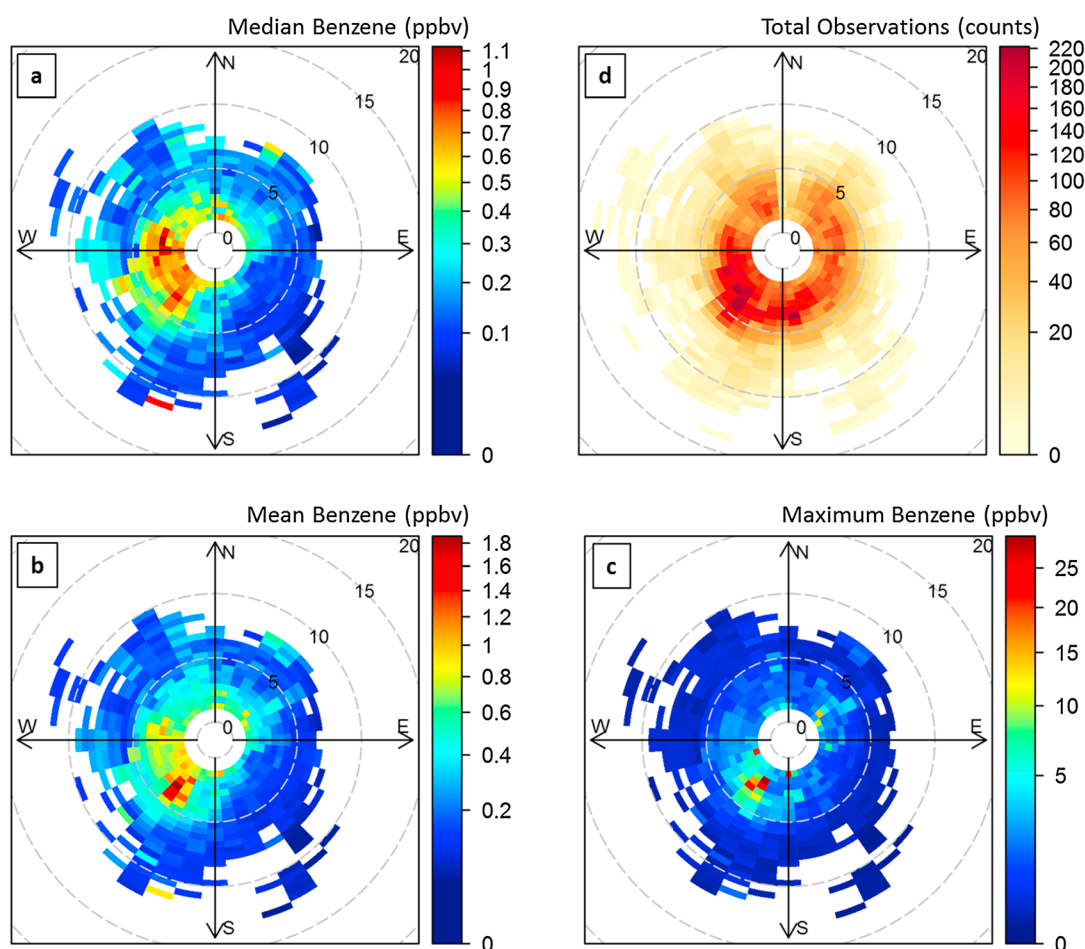 Median Benzene (ppbv)
a
N
W
E
S
0
5
10
15
20
1.1
1
0.9
0.8
0.7
0.6
0.5
0.4
0.3
0.2
0.1
0
Total Observations (counts)
d
N
W
E
S
0
5
10
15
20
220
200
180
160
140
120
100
80
60
40
20
0
Mean Benzene (ppbv)
b
N
W
E
S
0
5
10
15
20
1.8
1.6
1.4
1.2
1
0.8
0.6
0.4
0.2
0
Maximum Benzene (ppbv)
c
N
W
E
S
0
5
10
15
20
25
20
15
10
5
0